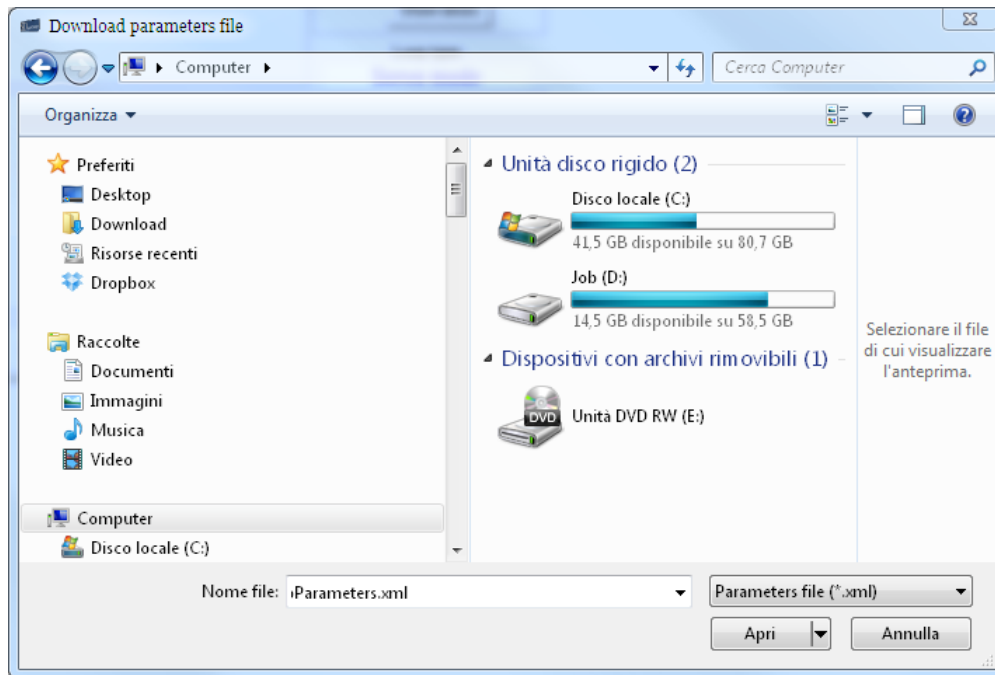 Download parameters file
Computer
Cerca Computer
Organizza
Preferiti
Desktop
Download
Risorse recenti
Dropbox
Raccolte
Documenti
Immagini
Musica
Video
Computer
Disco locale (C:)
Unità disco rigido (2)
Disco locale (C:)
41,5 GB disponibile su 80,7 GB
Job (D:)
14,5 GB disponibile su 58,5 GB
Dispositivi con archivi rimovibili (1)
DVD
Unità DVD RW (E:)
Selezionare il file
di cui visualizzare
l'anteprima.
Nome file: Parameters.xml
Parameters file (*.xml)
Apri
Annulla